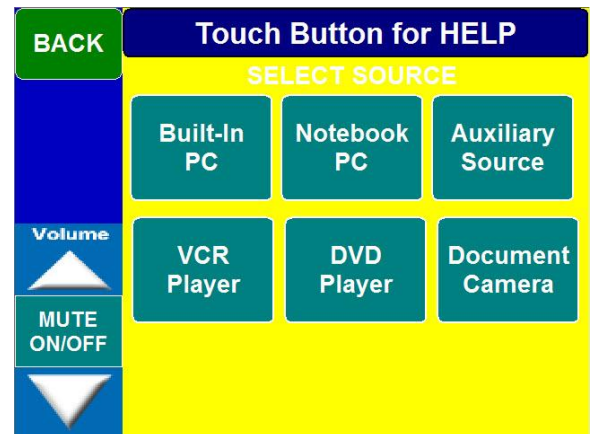 BACK
Touch Button for HELP
SELECT SOURCE
Built-In
PC
Notebook
PC
Auxiliary
Source
Volume
VCR
Player
DVD
Player
Document
Camera
MUTE
ON/OFF